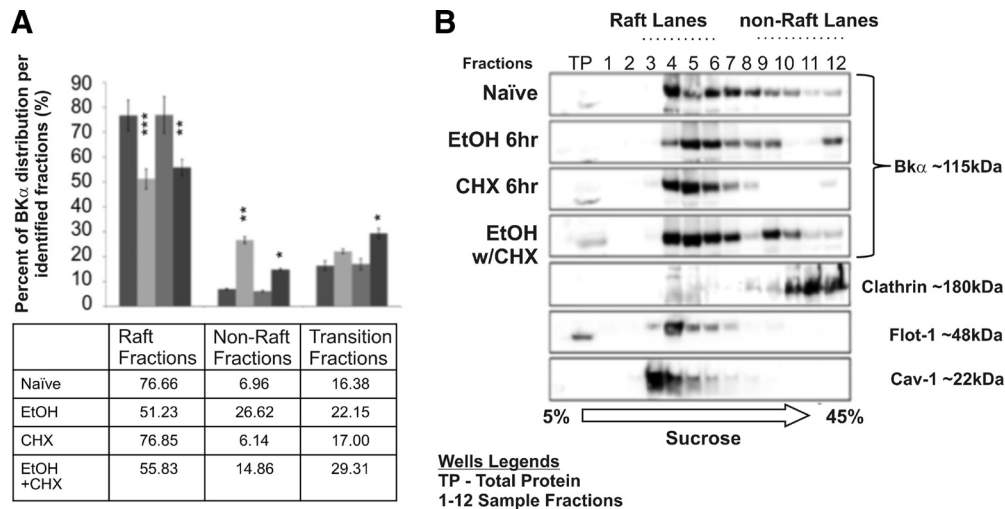 A
Percent of BKα distribution per
identified fractions (%)
90
80
70
60
50
40
30
20
10
0
***
**
**
*
*
Raft Fractions Non-Raft Fractions Transition Fractions
Naïve 76.66 6.96 16.38
EtOH 51.23 26.62 22.15
CHX 76.85 6.14 17.00
EtOH +CHX 55.83 14.86 29.31
B
Raft Lanes non-Raft Lanes
Fractions TP 1 2 3 4 5 6 7 8 9 10 11 12
Naïve
EtOH 6hr
CHX 6hr
EtOH
w/CHX
Bkα ~115kDa
Clathrin ~180kDa
Flot-1 ~48kDa
Cav-1 ~22kDa
5% 45%
Sucrose
Wells Legends
TP - Total Protein
1-12 Sample Fractions